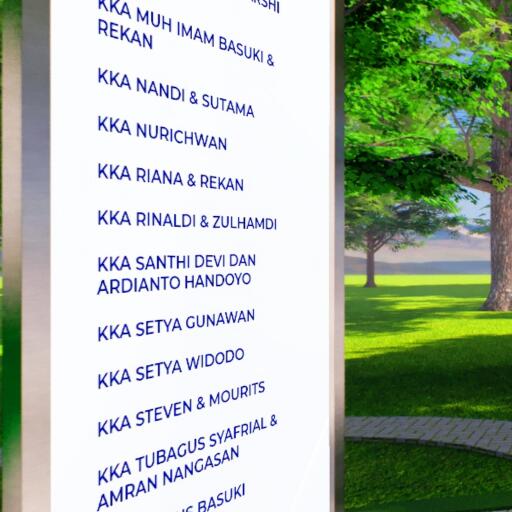 KKA MUH IMAM BASUKI &
REKAN
KKA NANDI & SUTAMA
KKA NURICHWAN
KKA RIANA & REKAN
KKA RINALDI & ZULHAMDI
KKA SANTHI DEVI DAN
ARDIANTO HANDOYO
KKA SETYA GUNAWAN
KKA SETYA WIDODO
KKA STEVEN & MOURITS
KKA TUBAGUS SYAFRIAL &
AMRAN NANGASAN
BASUKI